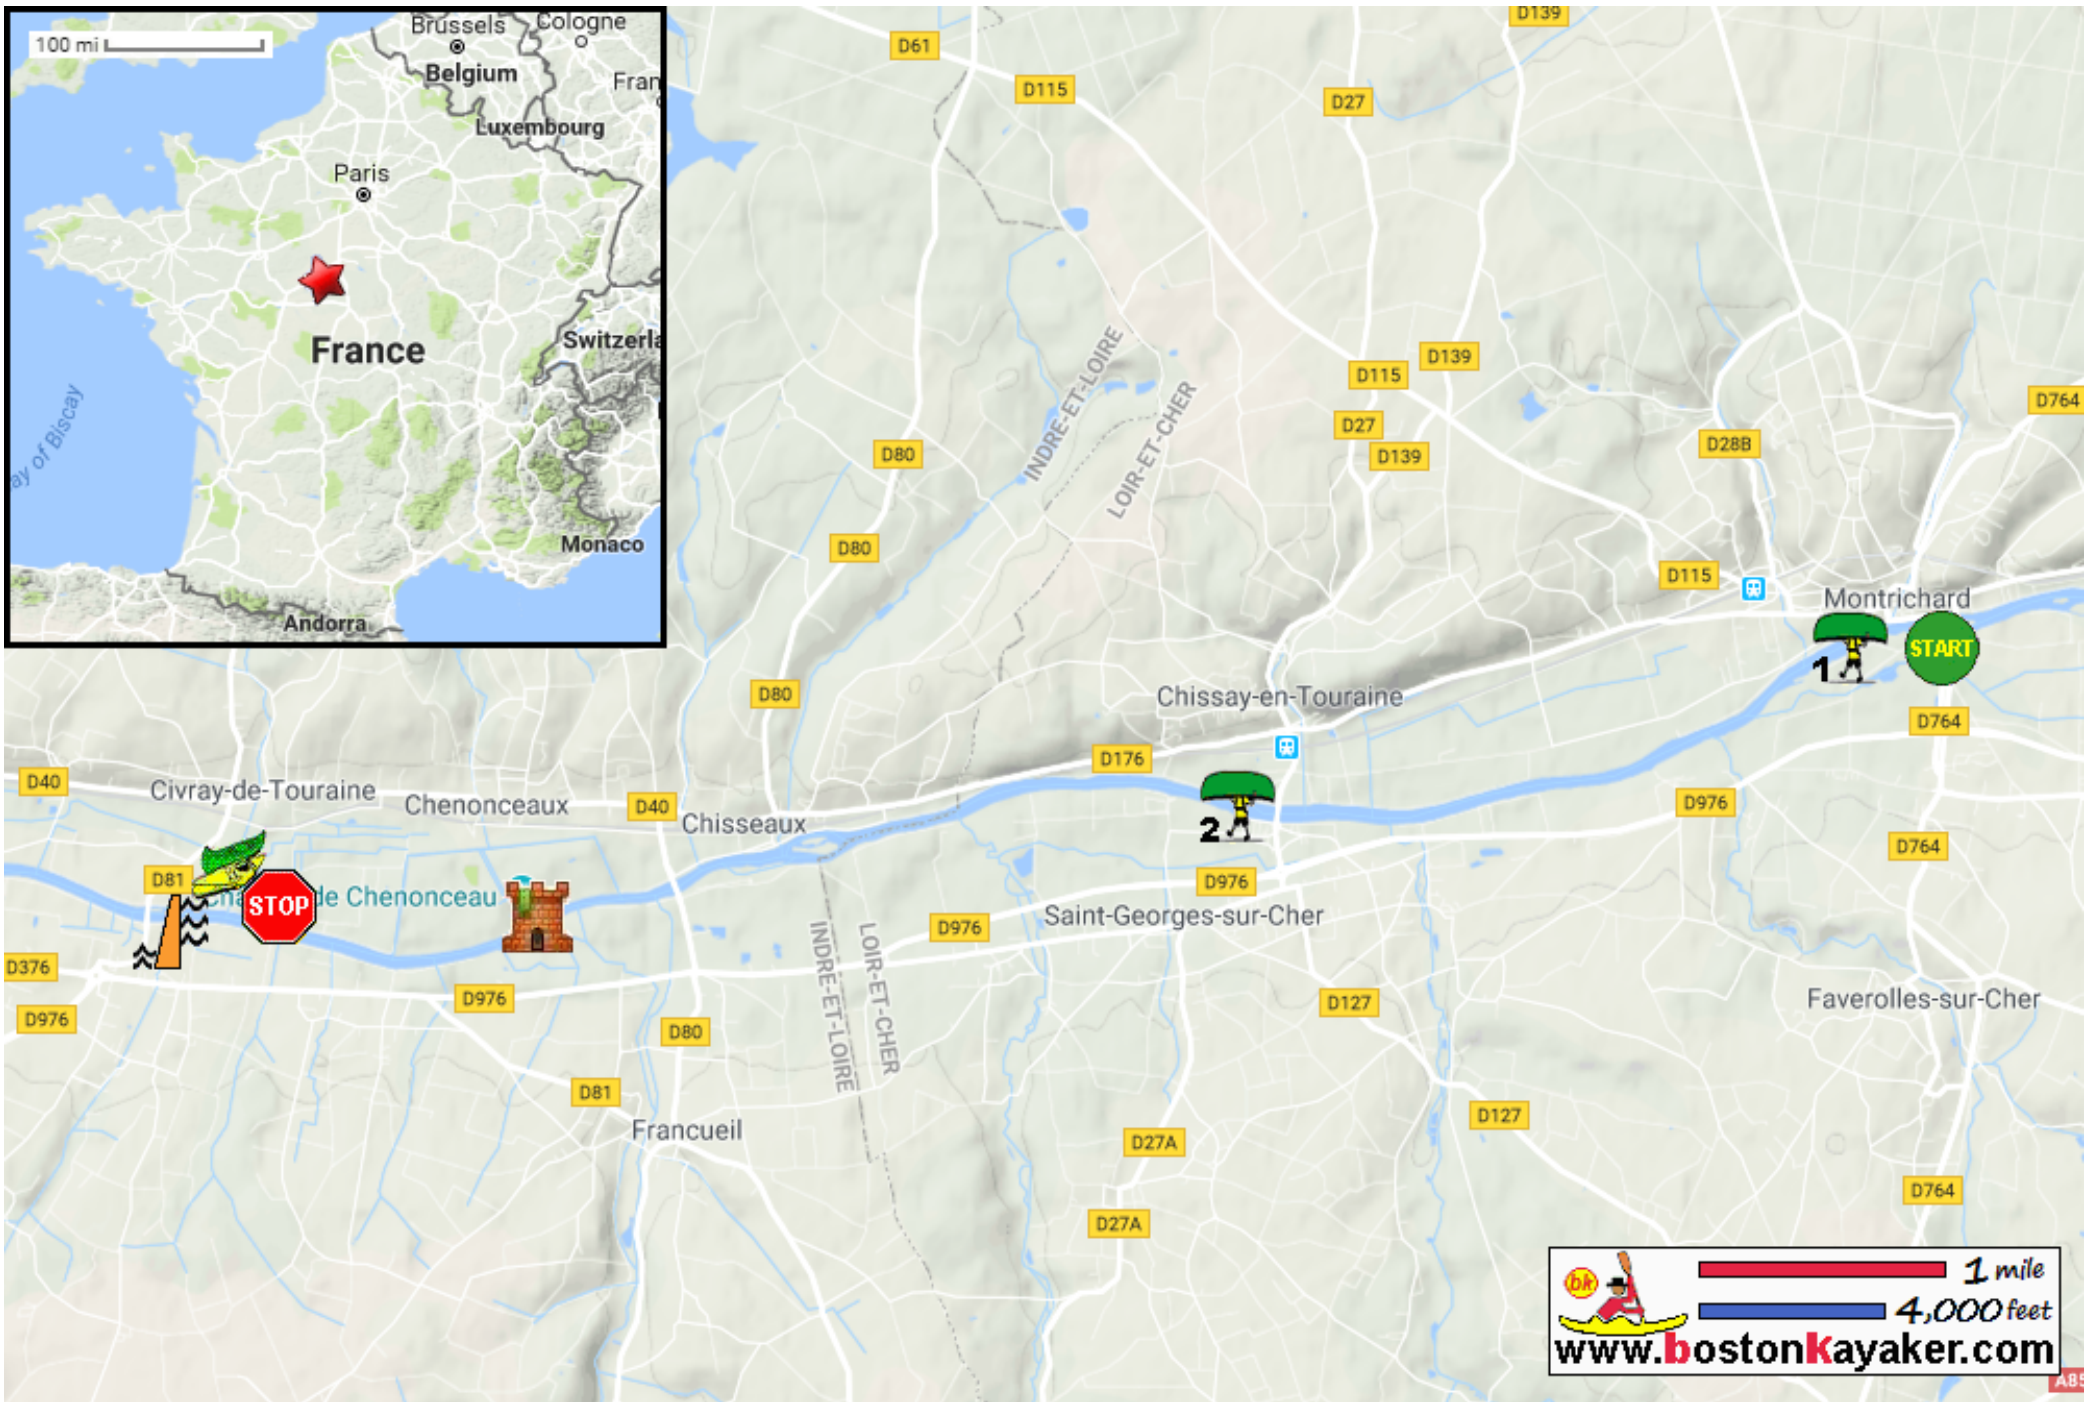 100 mi
Brussels
Cologne
Belgium
Fran
Luxembourg
Paris
France
Switzerla
ay of Biscay
Monaco
Andorra
D139
D61
D115
D27
D139
D115
D764
D27
D28B
D80
D139
INDRE-ET-LOIRE
LOIR-ET-CHER
D80
D115
Montrichard
START
1
D80
Chissay-en-Touraine
D764
D176
D40
Civray-de-Touraine
Chenonceaux
D40
Chisseaux
2
D976
D764
D81
STOP
de Chenonceau
D976
Saint-Georges-sur-Cher
D976
INDRE-ET-LOIRE
LOIR-ET-CHER
D376
D976
D976
D127
Faverolles-sur-Cher
D80
D81
Francueil
D127
D27A
D764
D27A
bk
1 mile
4,000 feet
www.bostonKayaker.com
A85